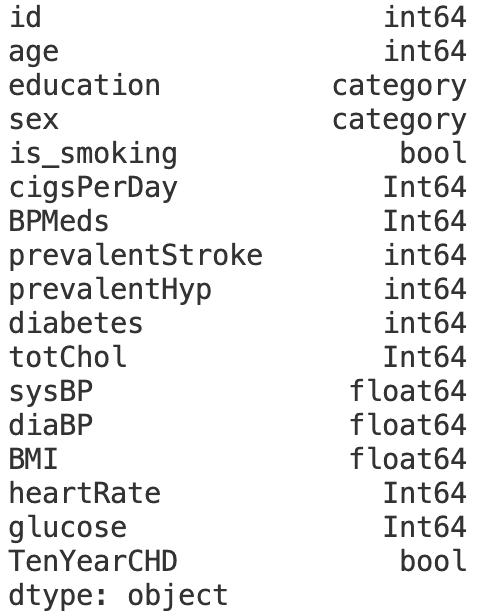 id int64
age int64
education category
sex category
is_smoking bool
cigsPerDay Int64
BPMeds Int64
prevalentStroke int64
prevalentHyp int64
diabetes int64
totChol Int64
sysBP float64
diaBP float64
BMI float64
heartRate Int64
glucose Int64
TenYearCHD bool
dtype: object